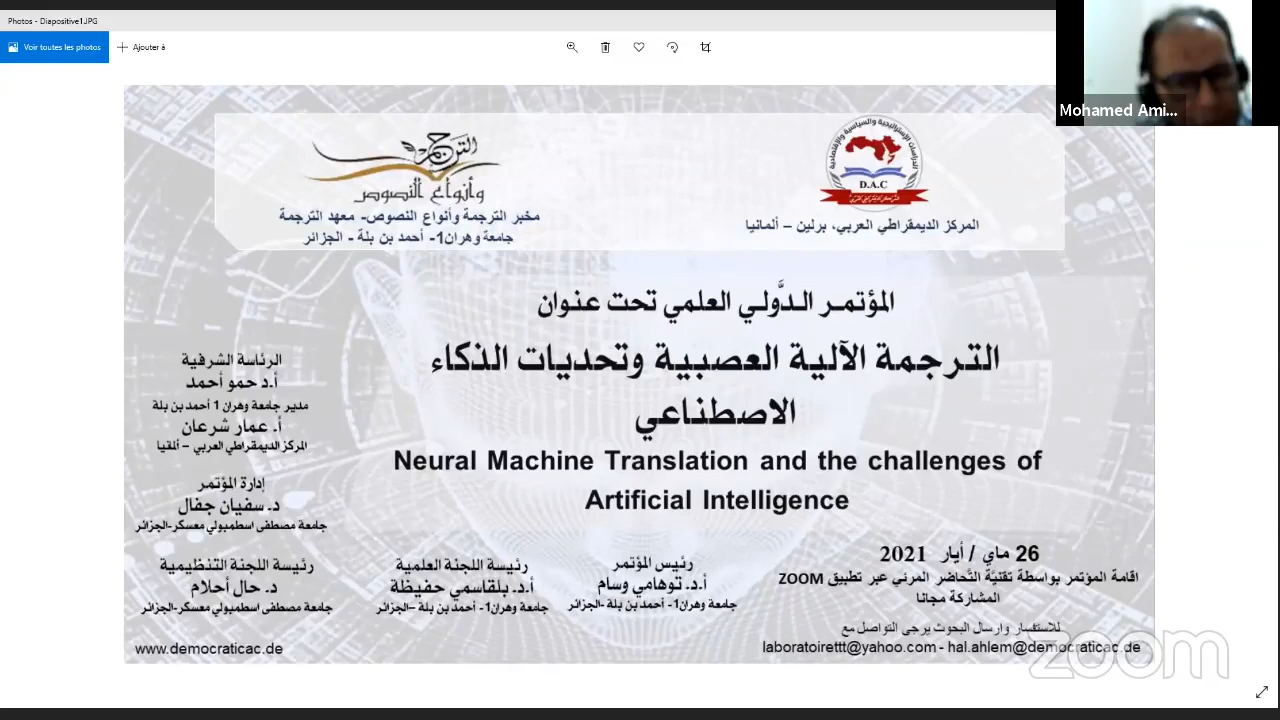 Photos - Diapositive1.JPG
Voir toutes les photos
Ajouter à
Mohamed Ami...
الترجمة
وأنواع النصوص
مخبر الترجمة وأنواع النصوص- معهد الترجمة
جامعة وهران1- أحمد بن بلة - الجزائر
للدراسات الإستراتيجية والسياسية والإقتصادية
D.A.C
المركز الديمقراطي العربي، برلين – ألمانيا
المؤتمر الدَّولي العلمي تحت عنوان
الترجمة الآلية العصبية وتحديات الذكاء
الاصطناعي
Neural Machine Translation and the challenges of
Artificial Intelligence
الرئاسة الشرفية
أ.د حمو أحمد
مدير جامعة وهران 1 أحمد بن بلة
أ. عمار شرعان
المركز الديمقراطي العربي – ألمانيا
إدارة المؤتمر
د. سفيان جفال
جامعة مصطفى اسطمبولي معسكر-الجزائر
رئيس المؤتمر
أ.د. توهامي وسام
جامعة وهران1- أحمد بن بلة -الجزائر
رئيسة اللجنة العلمية
أ.د. بلقاسمي حفيظة
جامعة وهران1- أحمد بن بلة –الجزائر
رئيسة اللجنة التنظيمية
د. حال أحلام
جامعة مصطفى اسطمبولي معسكر-الجزائر
26 ماي / أيار 2021
اقامة المؤتمر بواسطة تقنيَّة التَّحاضر المرئي عبر تطبيق ZOOM
المشاركة مجانا
للاستفسار وارسال البحوث يرجى التواصل مع
laboratoirettt@yahoo.com - hal.ahlem@democraticac.de
www.democraticac.de
zoom